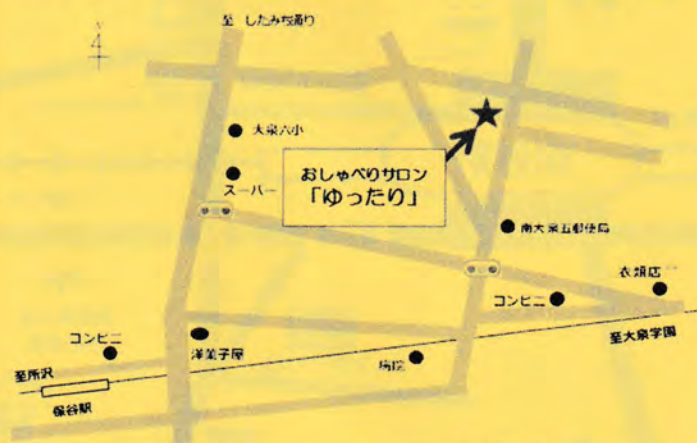 至 したみち通り
4
大泉六小
スーパー
おしゃべりサロン
「ゆったり」
南大泉五郵便局
衣類店
コンビニ
至大泉学園
コンビニ
洋菓子屋
病院
至所沢
保谷駅